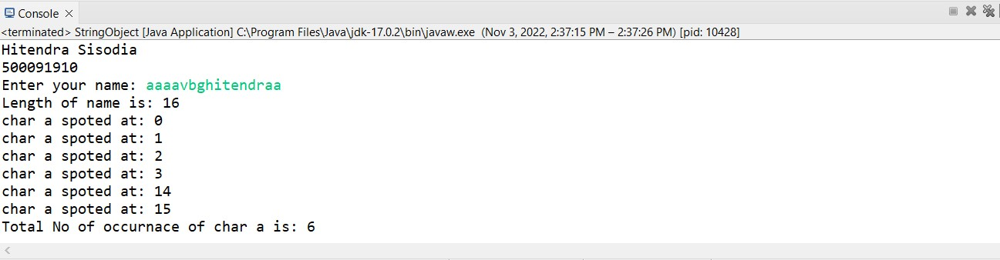 Console
<terminated> StringObject [Java Application] C:\Program Files\Java\jdk-17.0.2\bin\javaw.exe (Nov 3, 2022, 2:37:15 PM – 2:37:26 PM) [pid: 10428]
Hitendra Sisodia
500091910
Enter your name: aaaavbghitendraa
Length of name is: 16
char a spoted at: 0
char a spoted at: 1
char a spoted at: 2
char a spoted at: 3
char a spoted at: 14
char a spoted at: 15
Total No of occurnace of char a is: 6